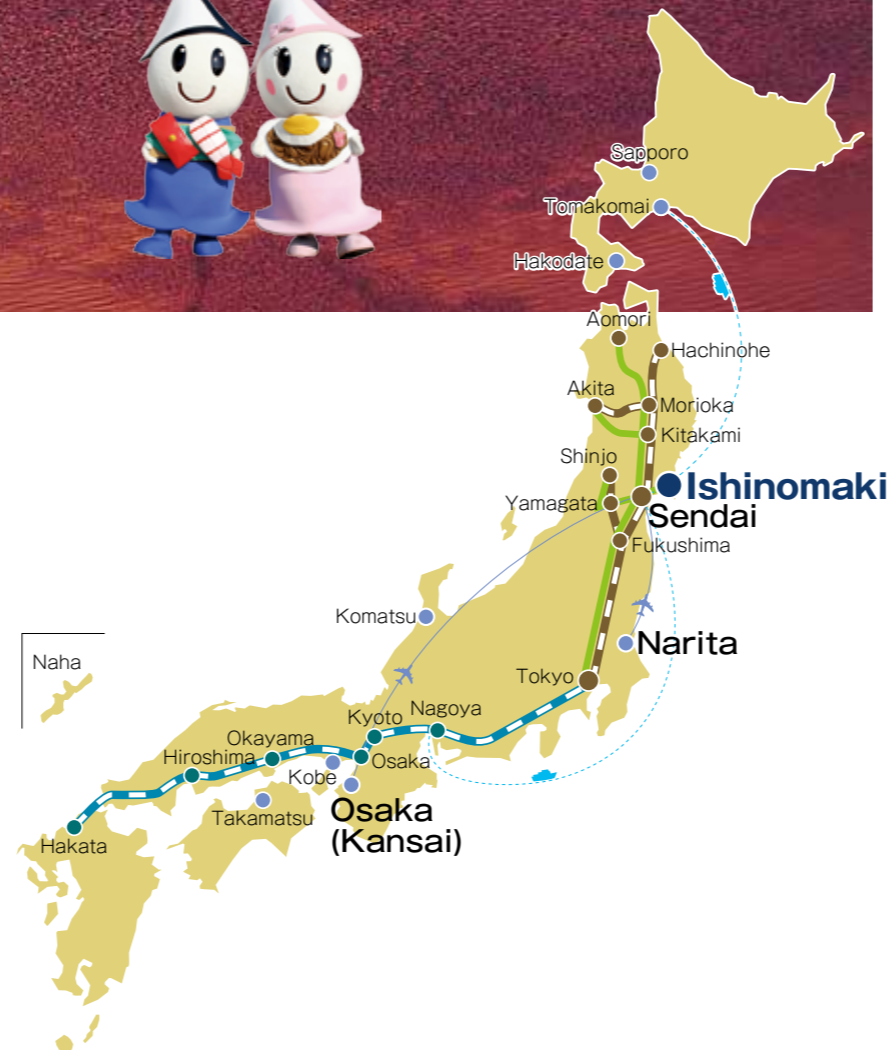 Sapporo
Tomakomai
Hakodate
Aomori
Hachinohe
Akita
Morioka
Kitakami
Shinjo
Ishinomaki
Yamagata
Sendai
Fukushima
Komatsu
Narita
Naha
Tokyo
Nagoya
Kyoto
Okayama
Hiroshima
Osaka
Kobe
Osaka
(Kansai)
Takamatsu
Hakata